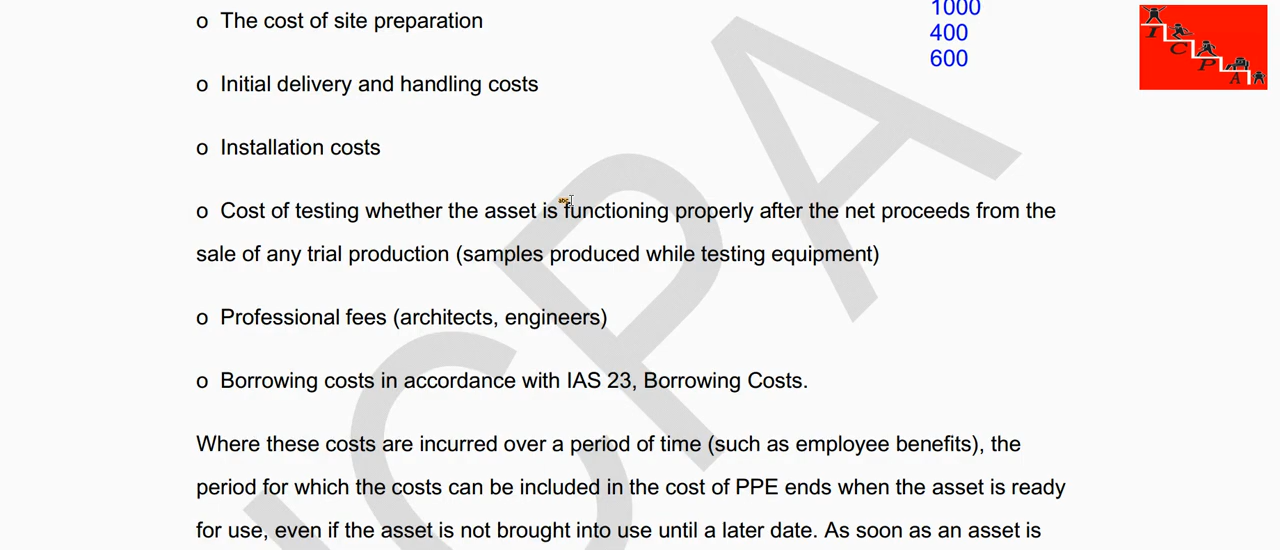 o The cost of site preparation
1000
400
600
o Initial delivery and handling costs
o Installation costs
o Cost of testing whether the asset is functioning properly after the net proceeds from the
sale of any trial production (samples produced while testing equipment)
o Professional fees (architects, engineers)
o Borrowing costs in accordance with IAS 23, Borrowing Costs.
Where these costs are incurred over a period of time (such as employee benefits), the
period for which the costs can be included in the cost of PPE ends when the asset is ready
for use, even if the asset is not brought into use until a later date. As soon as an asset is
ICPA
I C P A